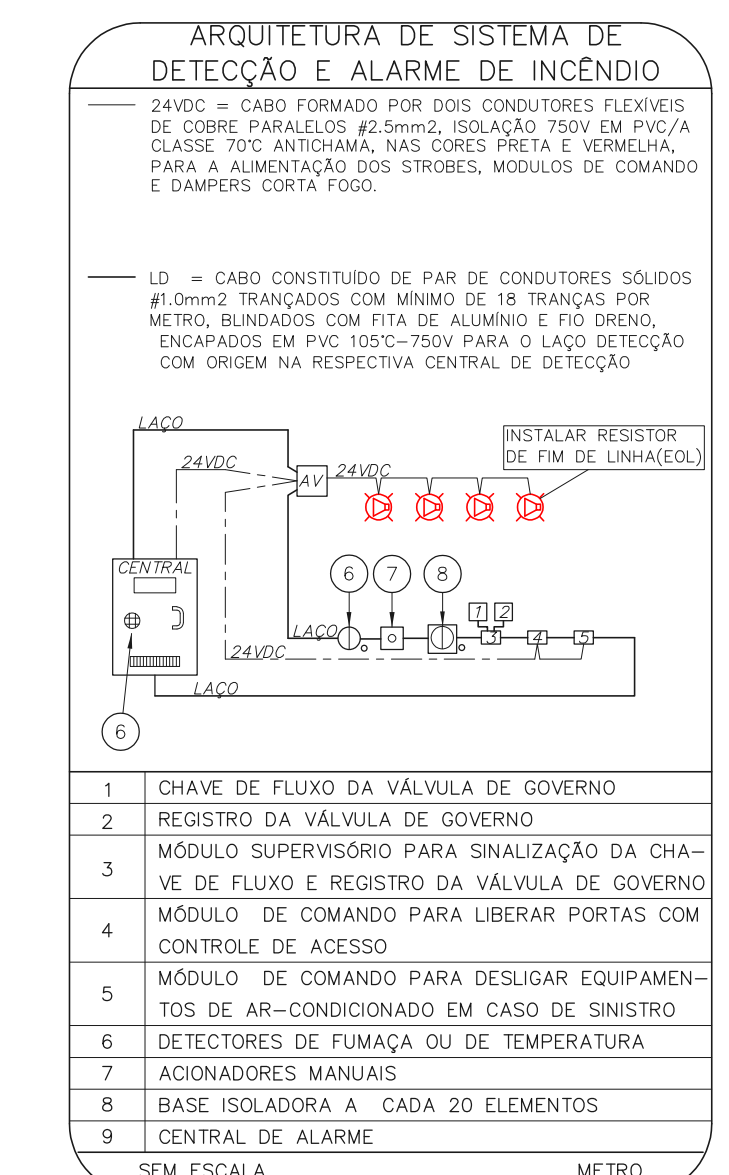 ARQUITETURA DE SISTEMA DE
DETECÇÃO E ALARME DE INCÊNDIO
24VDC = CABO FORMADO POR DOIS CONDUTORES FLEXÍVEIS
DE COBRE PARALELOS #2.5mm2, ISOLAÇÃO 750V EM PVC/A
CLASSE 70°C ANTICHAMA, NAS CORES PRETA E VERMELHA,
PARA A ALIMENTAÇÃO DOS STROBES, MODULOS DE COMANDO
E DAMPERS CORTA FOGO.
LD = CABO CONSTITUÍDO DE PAR DE CONDUTORES SÓLIDOS
#1.0mm2 TRANÇADOS COM MÍNIMO DE 18 TRANÇAS POR
METRO, BLINDADOS COM FITA DE ALUMÍNIO E FIO DRENO,
ENCAPADOS EM PVC 105°C-750V PARA O LAÇO DETECÇÃO
COM ORIGEM NA RESPECTIVA CENTRAL DE DETECÇÃO
LAÇO
INSTALAR RESISTOR
DE FIM DE LINHA(EOL)
24VDC
AV
24VDC
CENTRAL
6
7
8
1
2
LAÇO
3
4
5
24VDC
LAÇO
6
1 CHAVE DE FLUXO DA VÁLVULA DE GOVERNO
2 REGISTRO DA VÁLVULA DE GOVERNO
3 MÓDULO SUPERVISÓRIO PARA SINALIZAÇÃO DA CHA-
VE DE FLUXO E REGISTRO DA VÁLVULA DE GOVERNO
4 MÓDULO DE COMANDO PARA LIBERAR PORTAS COM
CONTROLE DE ACESSO
5 MÓDULO DE COMANDO PARA DESLIGAR EQUIPAMEN-
TOS DE AR-CONDICIONADO EM CASO DE SINISTRO
6 DETECTORES DE FUMAÇA OU DE TEMPERATURA
7 ACIONADORES MANUAIS
8 BASE ISOLADORA A CADA 20 ELEMENTOS
9 CENTRAL DE ALARME
SEM ESCALA METRO